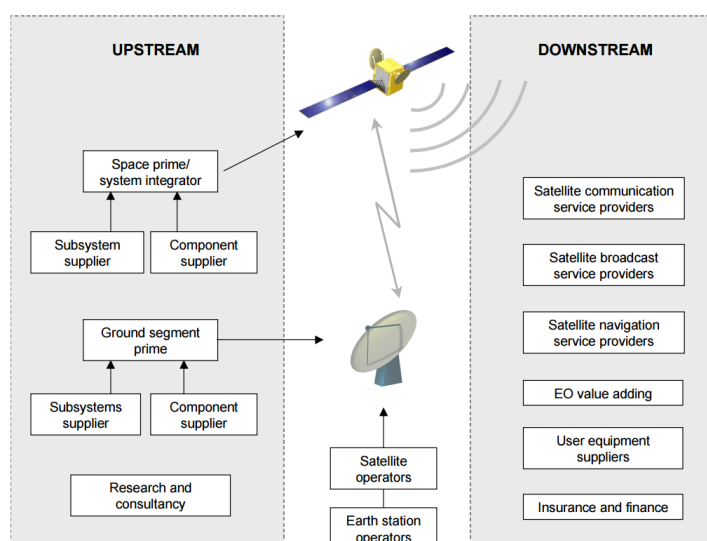 UPSTREAM
Space prime/
system integrator
Subsystem
supplier
Component
supplier
Ground segment
prime
Subsystems
supplier
Component
supplier
Research and
consultancy
Satellite
operators
Earth station
operators
DOWNSTREAM
Satellite communication
service providers
Satellite broadcast
service providers
Satellite navigation
service providers
EO value adding
User equipment
suppliers
Insurance and finance